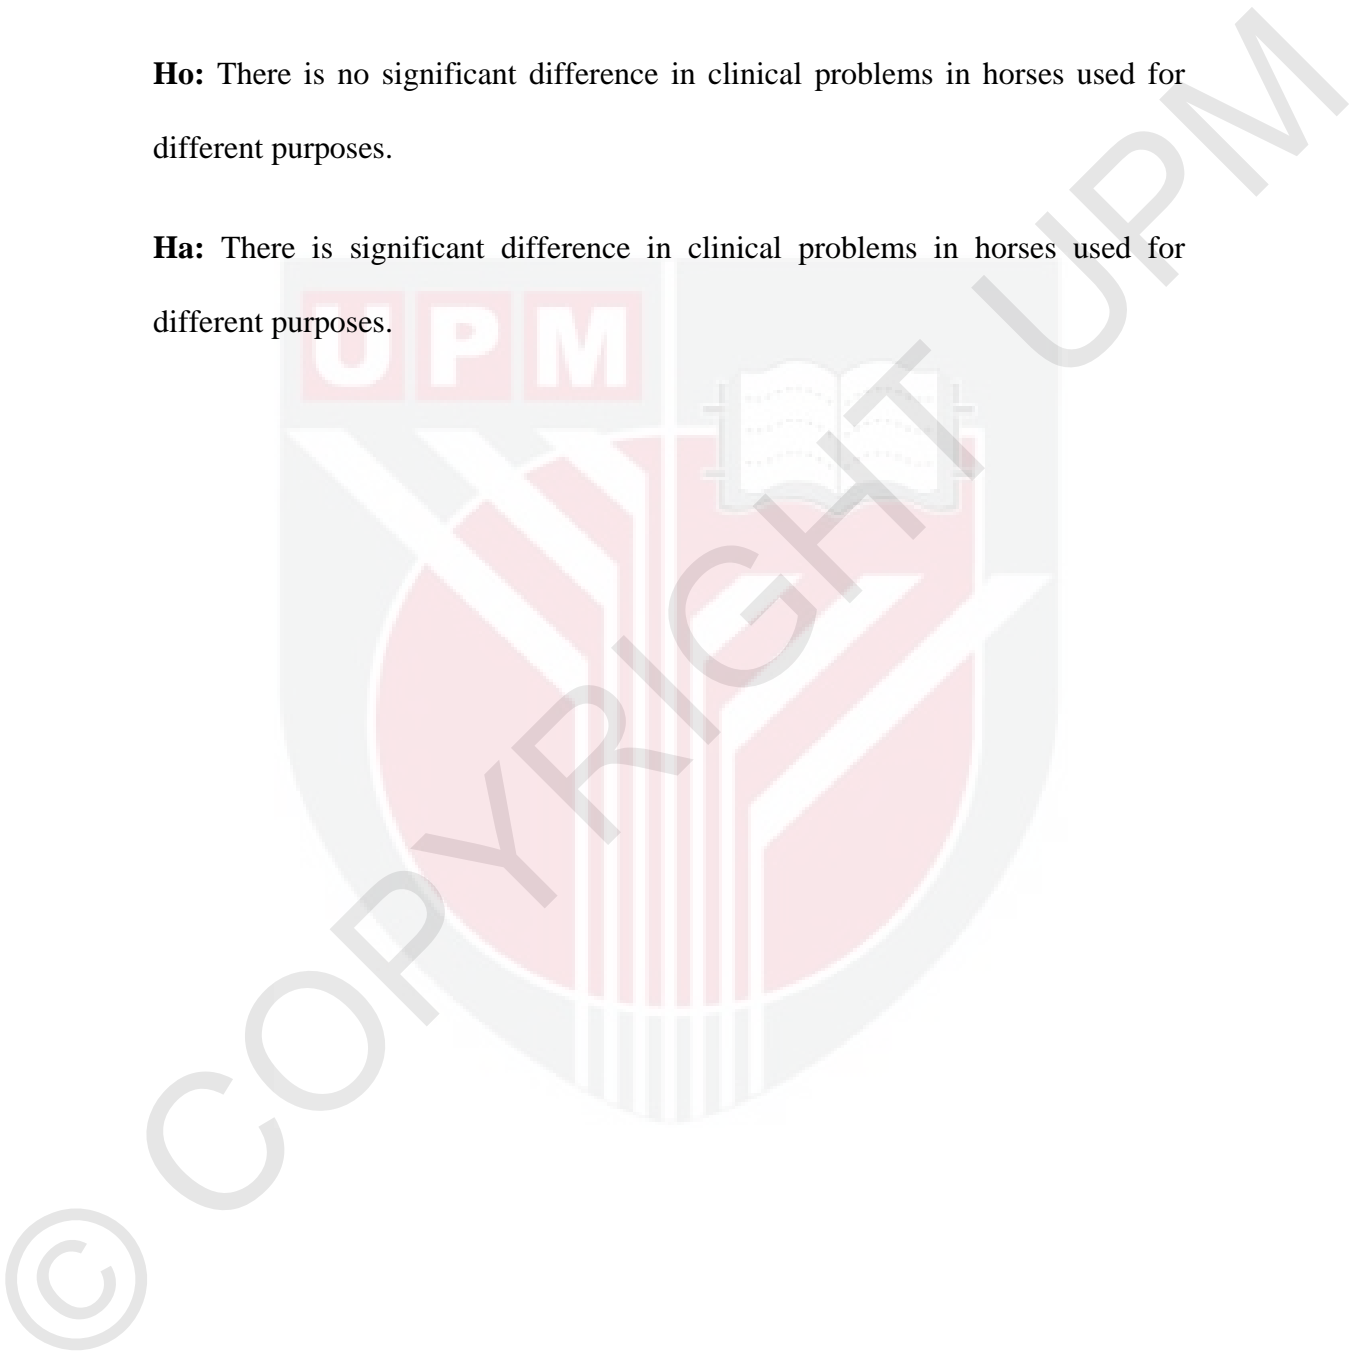 Ho: There is no significant difference in clinical problems in horses used for
different purposes.
Ha: There is significant difference in clinical problems in horses used for
different purposes.
UPM
© COPYRIGHT UPM